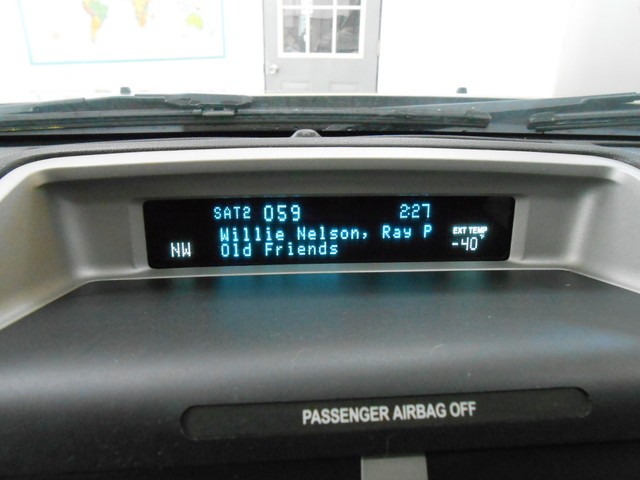 SAT2 059 2:27
Willie Nelson, Ray P
EXT TEMP
-40°
NW
Old Friends
PASSENGER AIRBAG OFF